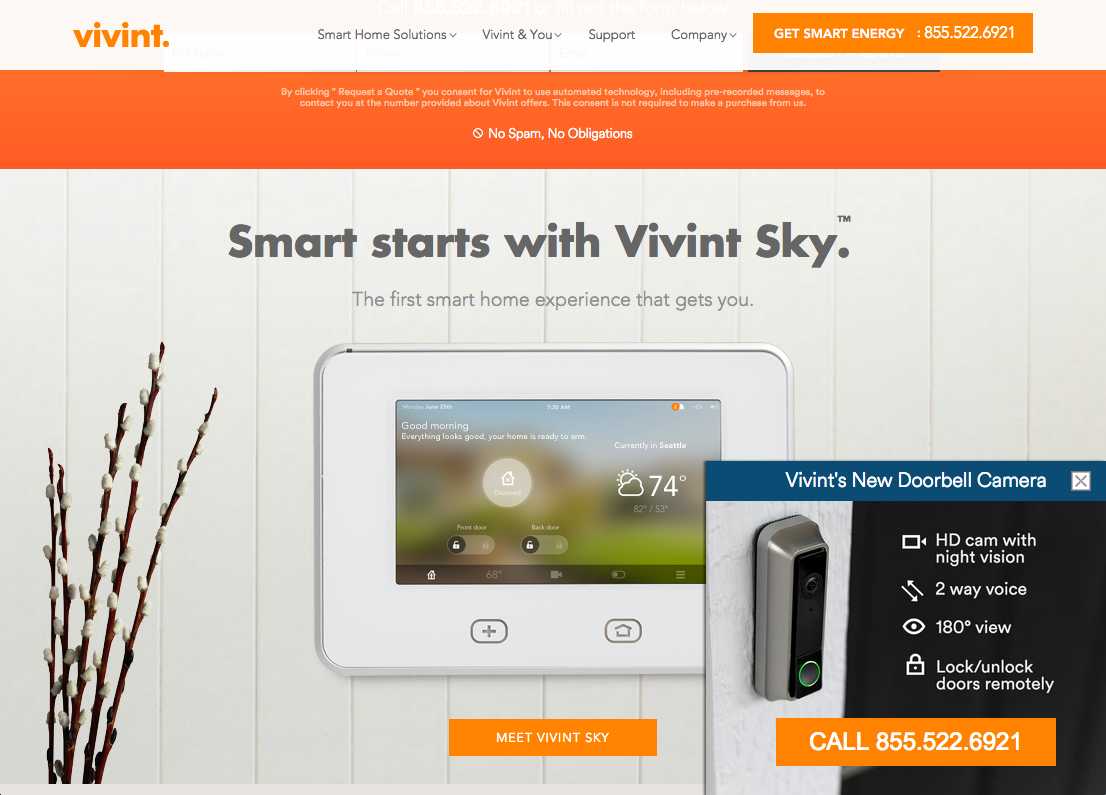 Call 855.522.6921 or fill out the form below
vivint.
Smart Home Solutions
Vivint & You
Support
Company
GET SMART ENERGY : 855.522.6921
Full Name
Phone
Email
By clicking " Request a Quote " you consent for Vivint to use automated technology, including pre-recorded messages, to
contact you at the number provided about Vivint offers. This consent is not required to make a purchase from us.
No Spam, No Obligations
Smart starts with Vivint Sky.™
The first smart home experience that gets you.
Monday June 25th
7:30 AM
Good morning
Everything looks good, your home is ready to arm.
Currently in Seattle
Disarmed
74°
82° / 53°
Front door
Back door
68°
MEET VIVINT SKY
Vivint's New Doorbell Camera
HD cam with
night vision
2 way voice
180° view
Lock/unlock
doors remotely
CALL 855.522.6921